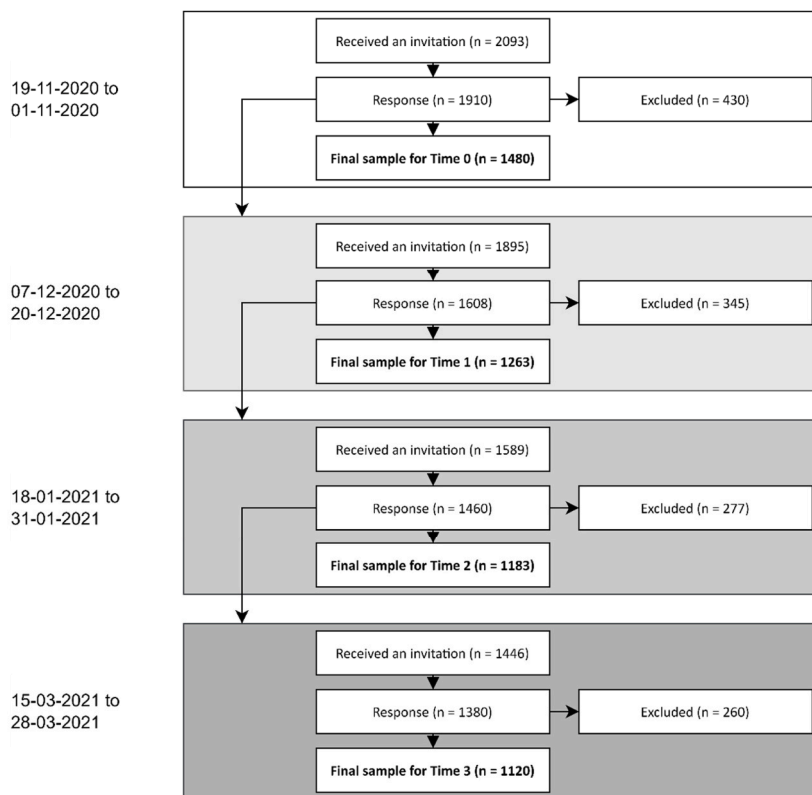 Received an invitation (n = 2093)
19-11-2020 to
01-11-2020
Response (n = 1910)
Excluded (n = 430)
Final sample for Time 0 (n = 1480)
Received an invitation (n = 1895)
07-12-2020 to
20-12-2020
Response (n = 1608)
Excluded (n = 345)
Final sample for Time 1 (n = 1263)
Received an invitation (n = 1589)
18-01-2021 to
31-01-2021
Response (n = 1460)
Excluded (n = 277)
Final sample for Time 2 (n = 1183)
Received an invitation (n = 1446)
15-03-2021 to
28-03-2021
Response (n = 1380)
Excluded (n = 260)
Final sample for Time 3 (n = 1120)